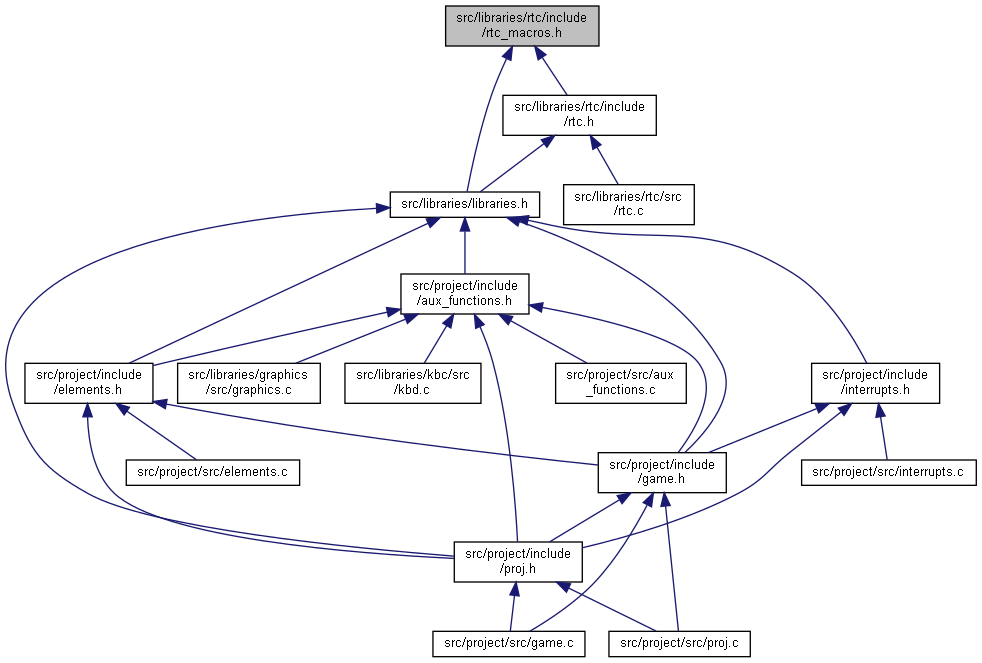 src/libraries/rtc/include
/rtc_macros.h
src/libraries/rtc/include
/rtc.h
src/libraries/rtc/src
/rtc.c
src/libraries/libraries.h
src/project/include
/aux_functions.h
src/project/include
/elements.h
src/libraries/graphics
/src/graphics.c
src/libraries/kbc/src
/kbd.c
src/project/src/aux
_functions.c
src/project/include
/interrupts.h
src/project/src/elements.c
src/project/include
/game.h
src/project/src/interrupts.c
src/project/include
/proj.h
src/project/src/game.c
src/project/src/proj.c